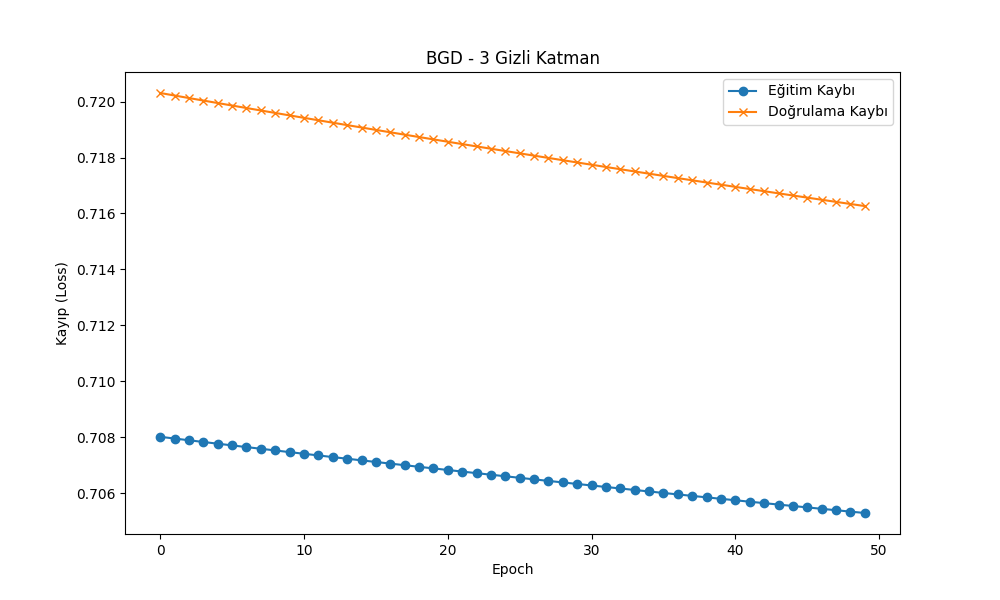 BGD - 3 Gizli Katman
Eğitim Kaybı
Doğrulama Kaybı
0.720
0.718
0.716
0.714
0.712
0.710
0.708
0.706
Kayıp (Loss)
0 10 20 30 40 50
Epoch